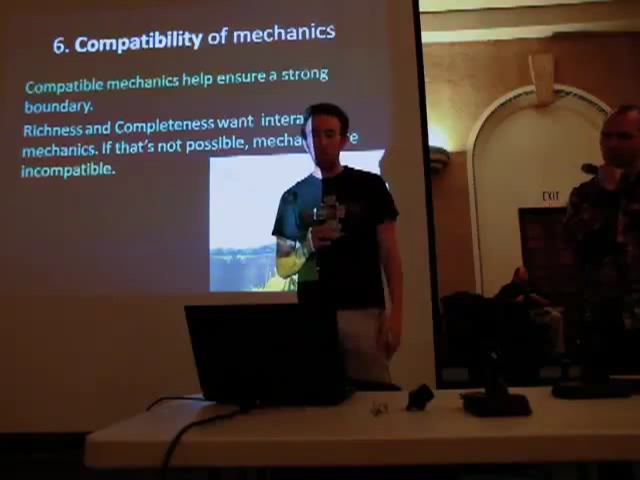 6. Compatibility of mechanics
Compatible mechanics help ensure a strong
boundary.
Richness and Completeness want
mechanics. If that's not possible,
incompatible.
EXIT